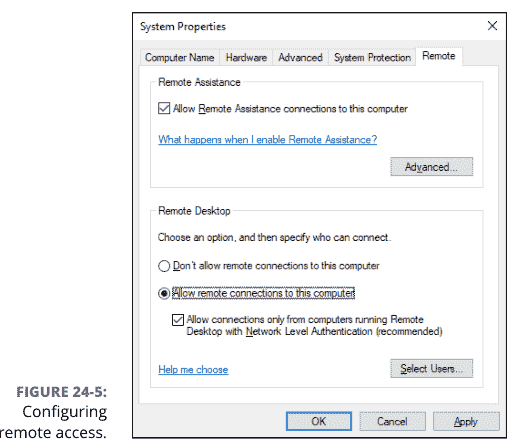 System Properties
Computer Name Hardware Advanced System Protection Remote
Remote Assistance
Allow Remote Assistance connections to this computer
What happens when I enable Remote Assistance?
Advanced...
Remote Desktop
Choose an option, and then specify who can connect.
Don't allow remote connections to this computer
Allow remote connections to this computer
Allow connections only from computers running Remote
Desktop with Network Level Authentication (recommended)
Help me choose
Select Users...
OK Cancel Apply
FIGURE 24-5:
Configuring
remote access.